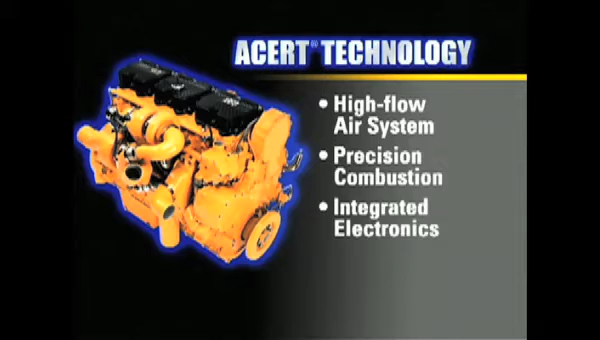 ACERT® TECHNOLOGY
• High-flow
Air System
• Precision
Combustion
• Integrated
Electronics